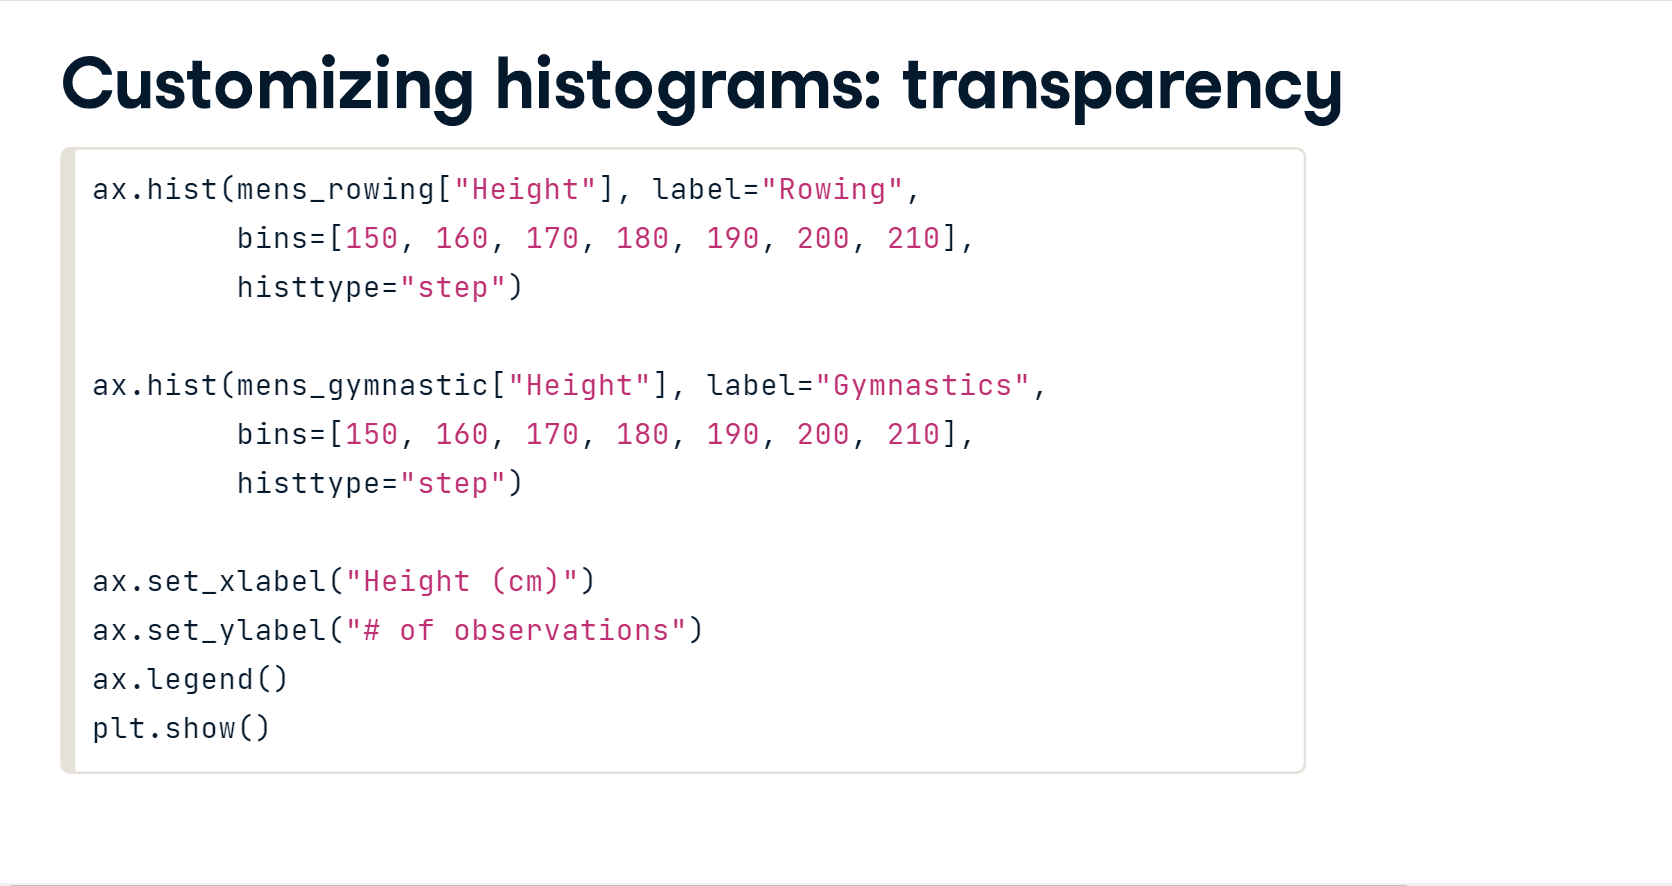 Customizing histograms: transparency
ax.hist(mens_rowing["Height"], label="Rowing",
        bins=[150, 160, 170, 180, 190, 200, 210],
        histtype="step")
ax.hist(mens_gymnastic["Height"], label="Gymnastics",
        bins=[150, 160, 170, 180, 190, 200, 210],
        histtype="step")
ax.set_xlabel("Height (cm)")
ax.set_ylabel("# of observations")
ax.legend()
plt.show()